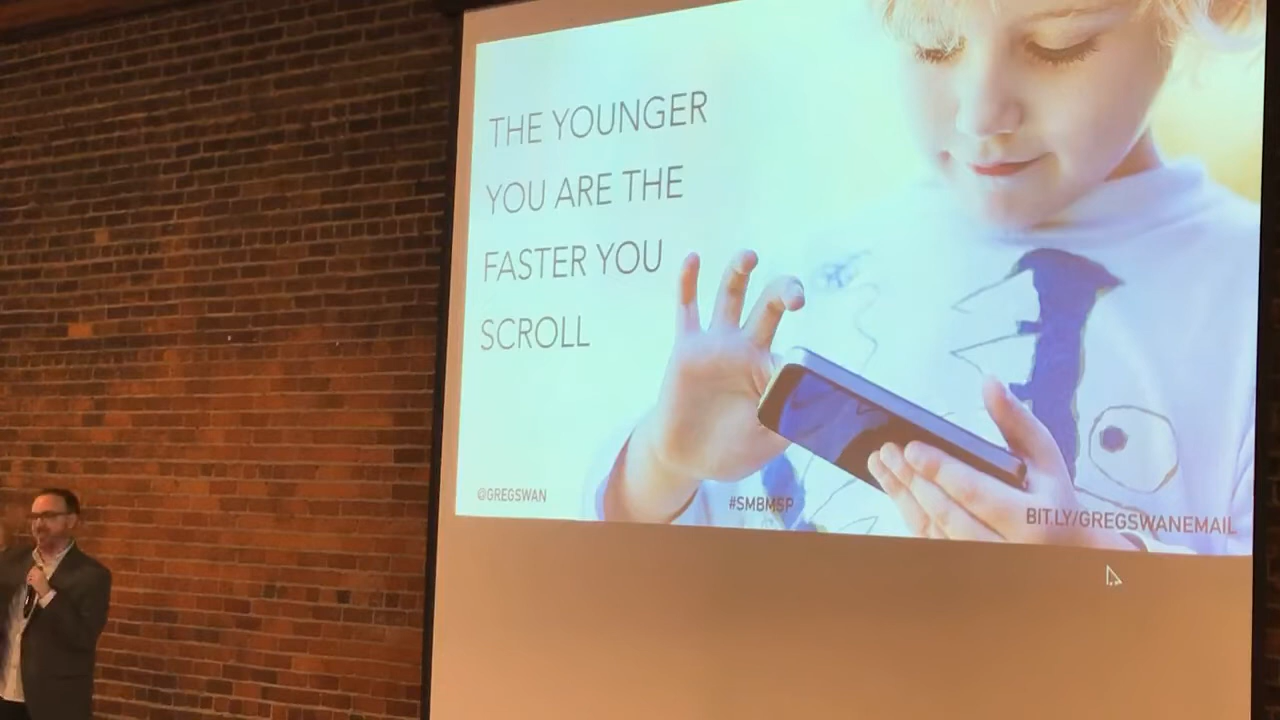 THE YOUNGER
YOU ARE THE
FASTER YOU
SCROLL
@GREGSWAN
#SMBMSP
BIT.LY/GREGSWANEMAIL